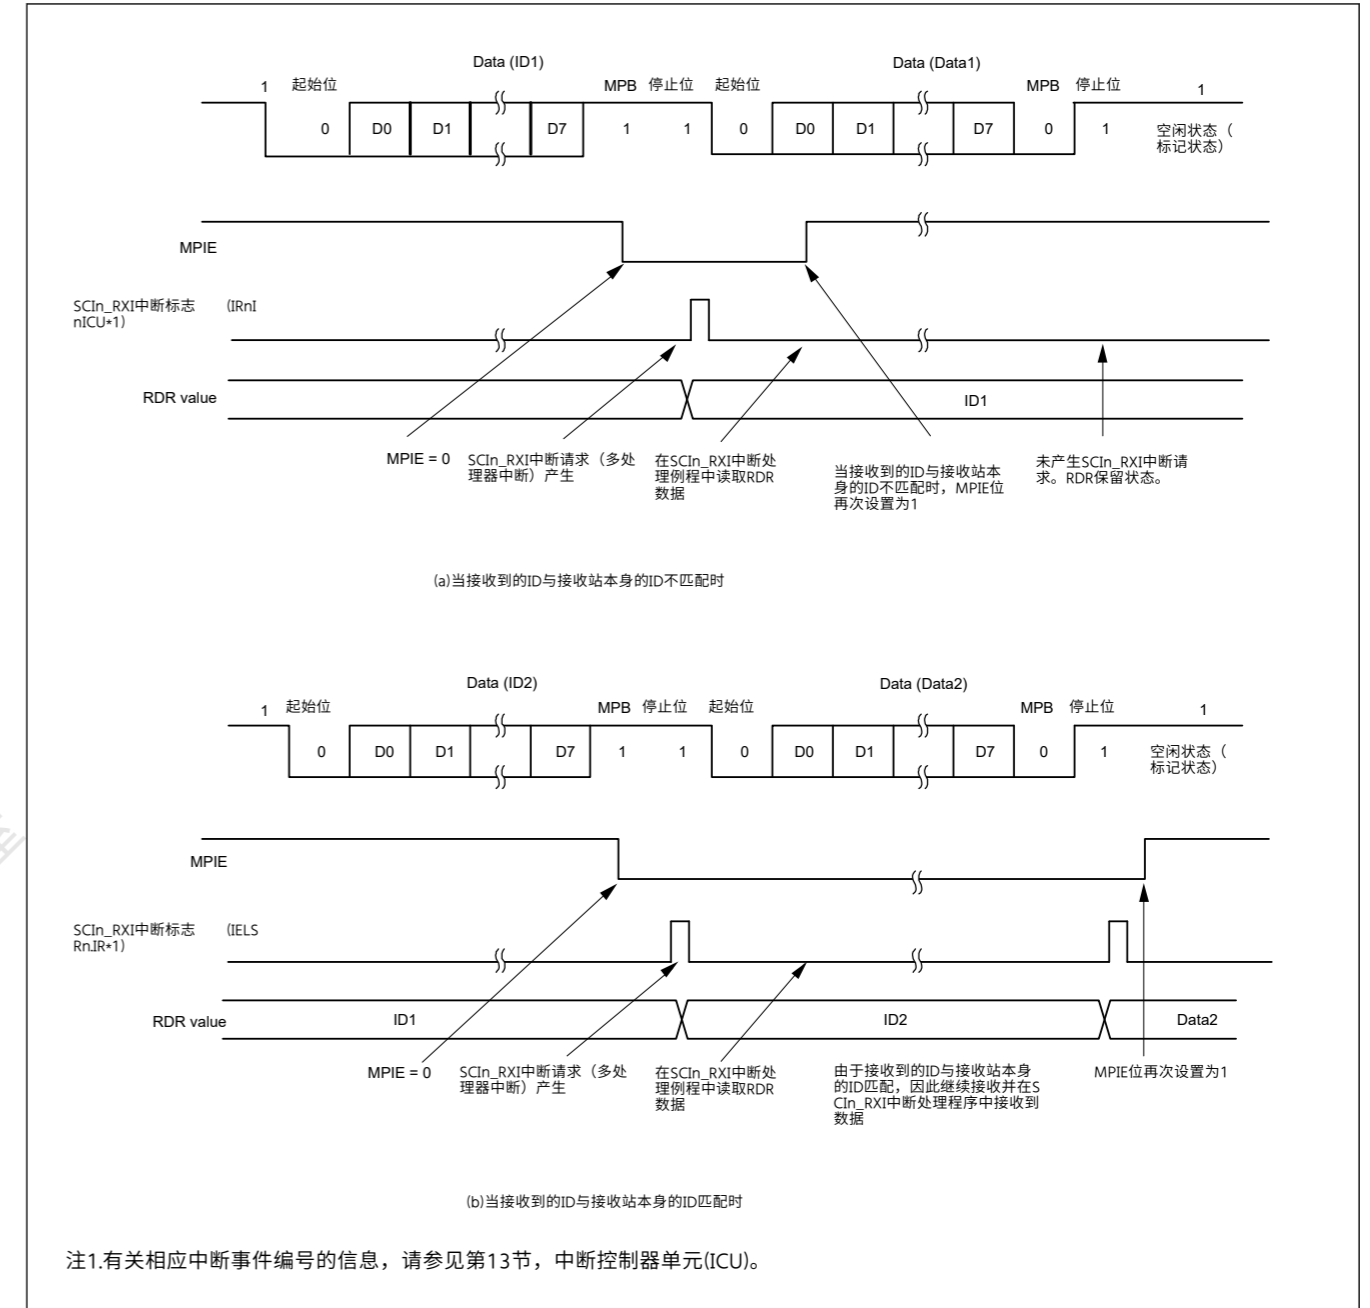 Data (ID1)
Data (Data1)
1 起始位 MPB 停止位 起始位 MPB 停止位 1
0 D0 D1 D7 1 1 0 D0 D1 D7 0 1 空闲状态（
标记状态）
MPIE
SCIn_RXI中断标志 (IRnI
nICU*1)
RDR value
ID1
MPIE = 0
SCIn_RXI中断请求（多处
理器中断）产生
在SCIn_RXI中断处
理例程中读取RDR
数据
当接收到的ID与接收站本
身的ID不匹配时，MPIE位
再次设置为1
未产生SCIn_RXI中断请
求。RDR保留状态。
(a)当接收到的ID与接收站本身的ID不匹配时
Data (ID2)
Data (Data2)
1 起始位 MPB 停止位 起始位 MPB 停止位 1
0 D0 D1 D7 1 1 0 D0 D1 D7 0 1 空闲状态（
标记状态）
MPIE
SCIn_RXI中断标志 (IELS
Rn.IR*1)
RDR value
ID1 ID2 Data2
MPIE = 0
SCIn_RXI中断请求（多处
理器中断）产生
在SCIn_RXI中断处
理例程中读取RDR
数据
由于接收到的ID与接收站本身
的ID匹配，因此继续接收并在S
CIn_RXI中断处理程序中接收到
数据
MPIE位再次设置为1
(b)当接收到的ID与接收站本身的ID匹配时
注1.有关相应中断事件编号的信息，请参见第13节，中断控制器单元(ICU)。